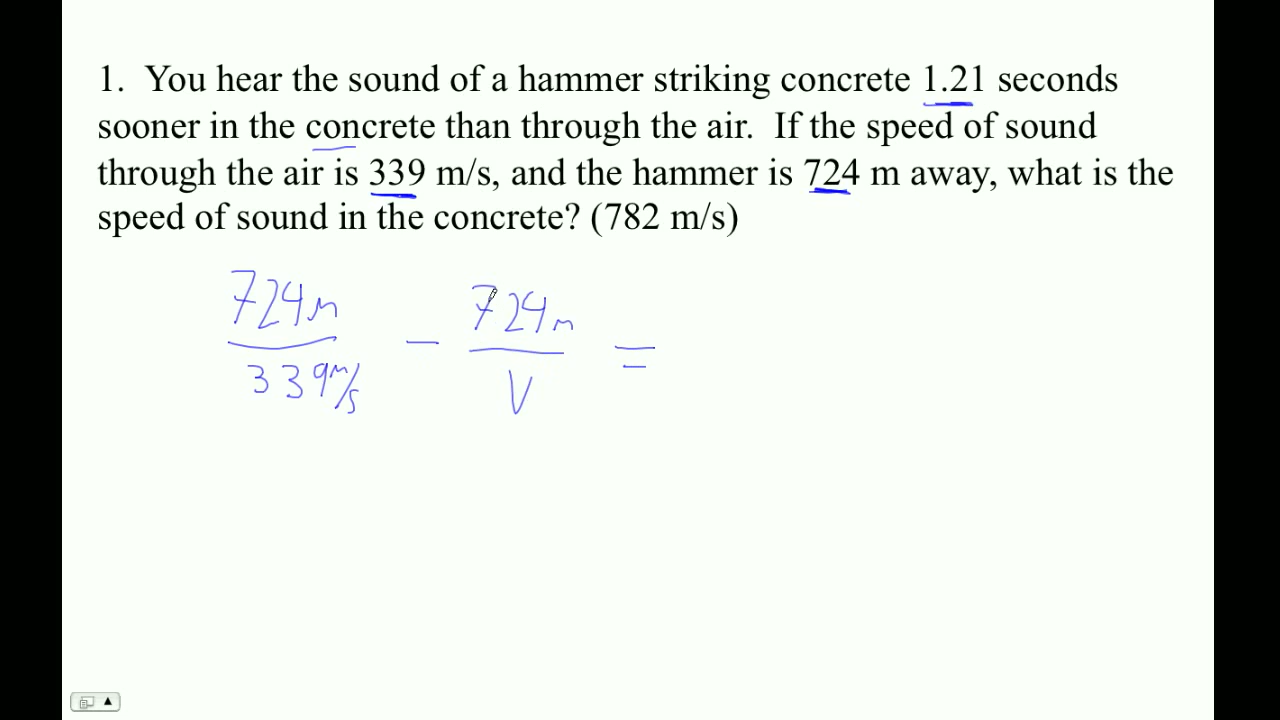 1. You hear the sound of a hammer striking concrete 1.21 seconds
sooner in the concrete than through the air. If the speed of sound
through the air is 339 m/s, and the hammer is 724 m away, what is the
speed of sound in the concrete? (782 m/s)
724m - 724m =
339m/s V